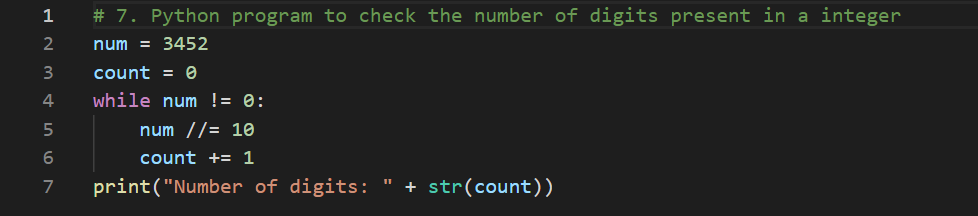 1 # 7. Python program to check the number of digits present in a integer
2 num = 3452
3 count = 0
4 while num != 0:
5     num //= 10
6     count += 1
7 print("Number of digits: " + str(count))